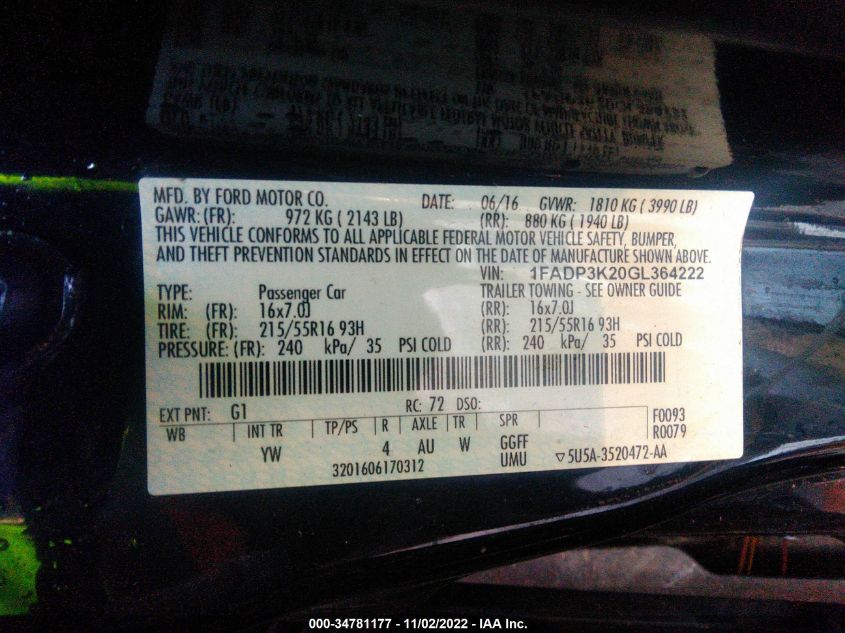 MFD. BY FORD MOTOR CO. DATE: 06/16 GVWR: 1810 KG ( 3990 LB)
GAWR: (FR): 972 KG ( 2143 LB) (RR): 880 KG ( 1940 LB)
THIS VEHICLE CONFORMS TO ALL APPLICABLE FEDERAL MOTOR VEHICLE SAFETY, BUMPER,
AND THEFT PREVENTION STANDARDS IN EFFECT ON THE DATE OF MANUFACTURE SHOWN ABOVE.
VIN: 1FADP3K20GL364222
TYPE: Passenger Car TRAILER TOWING - SEE OWNER GUIDE
RIM: (FR): 16x7.0J (RR): 16x7.0J
TIRE: (FR): 215/55R16 93H (RR): 215/55R16 93H
PRESSURE: (FR): 240 kPa/ 35 PSI COLD (RR): 240 kPa/ 35 PSI COLD
EXT PNT: G1 RC: 72 DSO:
WB INT TR TP/PS R AXLE TR SPR F0093
R0079
YW 4 AU W GGFF
UMU ▽5U5A-3520472-AA
3201606170312
000-34781177 - 11/02/2022 - IAA Inc.